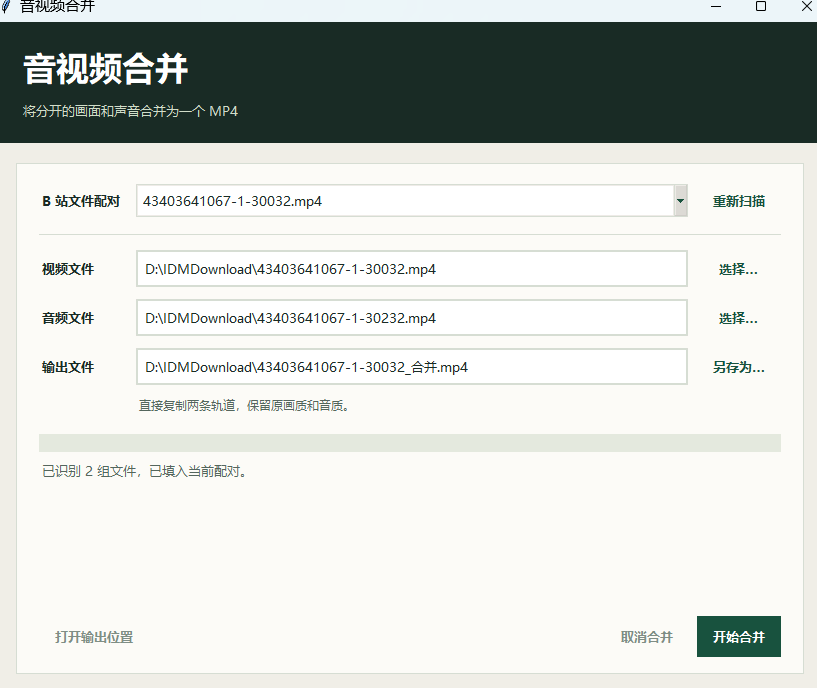 音视频合并
音视频合并
将分开的画面和声音合并为一个 MP4
B 站文件配对 43403641067-1-30032.mp4 重新扫描
视频文件 D:\IDMDownload\43403641067-1-30032.mp4 选择...
音频文件 D:\IDMDownload\43403641067-1-30232.mp4 选择...
输出文件 D:\IDMDownload\43403641067-1-30032_合并.mp4 另存为...
直接复制两条轨道，保留原画质和音质。
已识别 2 组文件，已填入当前配对。
打开输出位置 取消合并 开始合并